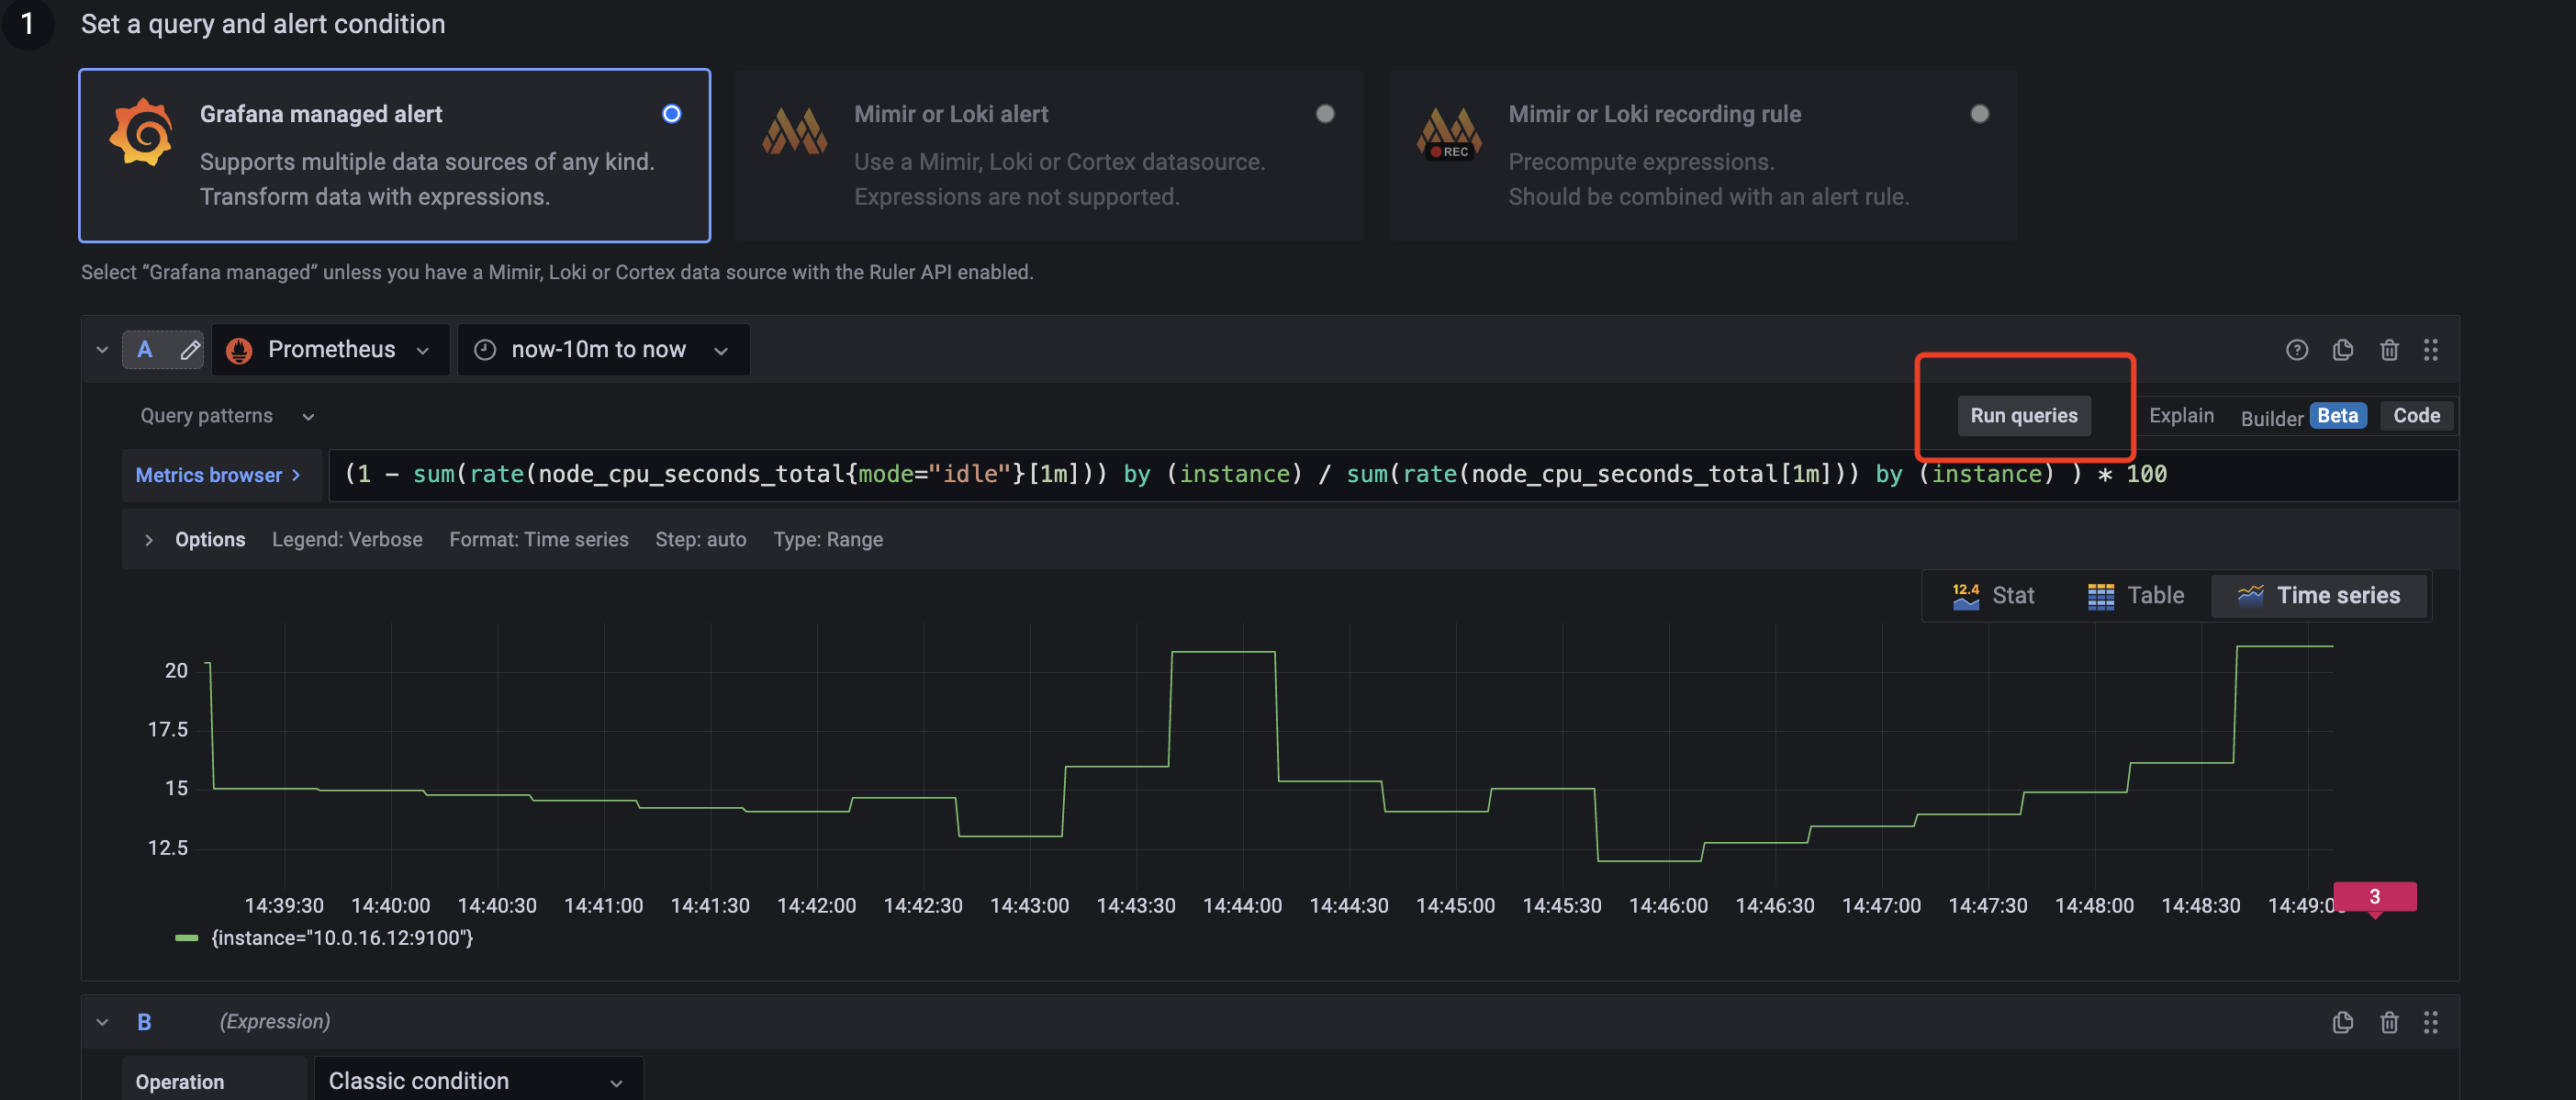 1 Set a query and alert condition
Grafana managed alert
Supports multiple data sources of any kind.
Transform data with expressions.
Mimir or Loki alert
Use a Mimir, Loki or Cortex datasource.
Expressions are not supported.
REC
Mimir or Loki recording rule
Precompute expressions.
Should be combined with an alert rule.
Select “Grafana managed” unless you have a Mimir, Loki or Cortex data source with the Ruler API enabled.
A Prometheus now-10m to now
Query patterns Run queries Explain Builder Beta Code
Metrics browser > (1 - sum(rate(node_cpu_seconds_total{mode="idle"}[1m])) by (instance) / sum(rate(node_cpu_seconds_total[1m])) by (instance) ) * 100
> Options Legend: Verbose Format: Time series Step: auto Type: Range
12.4 Stat Table Time series
20
17.5
15
12.5
14:39:30 14:40:00 14:40:30 14:41:00 14:41:30 14:42:00 14:42:30 14:43:00 14:43:30 14:44:00 14:44:30 14:45:00 14:45:30 14:46:00 14:46:30 14:47:00 14:47:30 14:48:00 14:48:30 14:49:0 3
{instance="10.0.16.12:9100"}
B (Expression)
Operation Classic condition